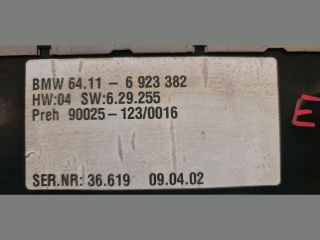 BMW 64.11 - 6 923 382
HW:04 SW:6.29.255
Preh 90025-123/0016
SER.NR: 36.619 09.04.02
E